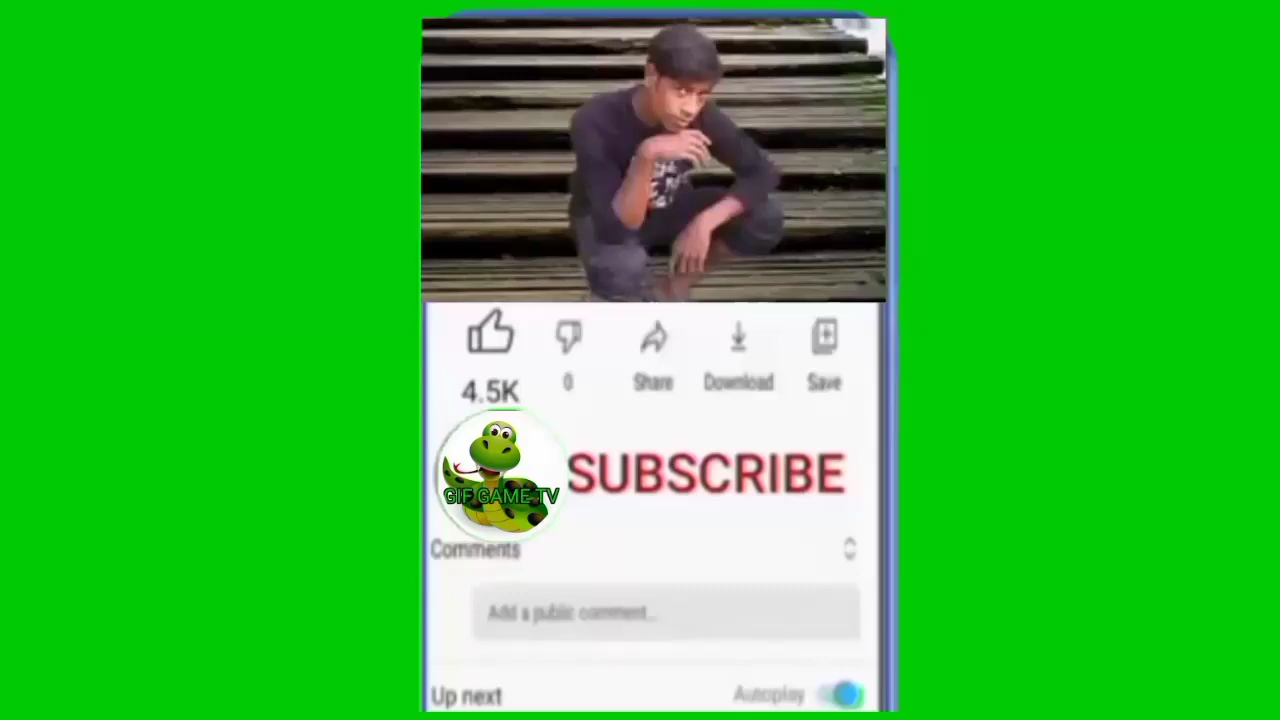 4.5K
0
Share
Download
Save
GIF GAME TV
SUBSCRIBE
Comments
Add a public comment...
Up next
Autoplay